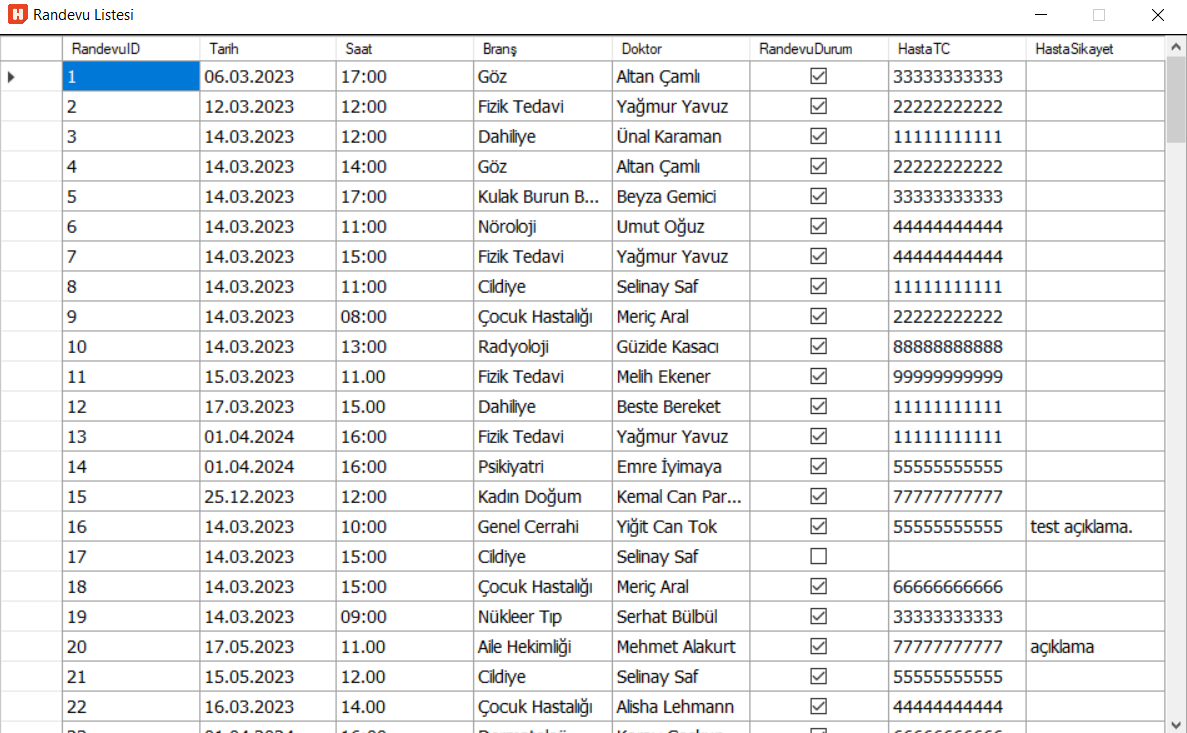 H Randevu Listesi
RandevuID Tarih Saat Branş Doktor RandevuDurum HastaTC HastaSikayet
1 06.03.2023 17:00 Göz Altan Çamlı 33333333333
2 12.03.2023 12:00 Fizik Tedavi Yağmur Yavuz 22222222222
3 14.03.2023 12:00 Dahiliye Ünal Karaman 11111111111
4 14.03.2023 14:00 Göz Altan Çamlı 22222222222
5 14.03.2023 17:00 Kulak Burun B... Beyza Gemici 33333333333
6 14.03.2023 11:00 Nöroloji Umut Oğuz 44444444444
7 14.03.2023 15:00 Fizik Tedavi Yağmur Yavuz 44444444444
8 14.03.2023 11:00 Cildiye Selinay Saf 11111111111
9 14.03.2023 08:00 Çocuk Hastalığı Meriç Aral 22222222222
10 14.03.2023 13:00 Radyoloji Güzide Kasacı 88888888888
11 15.03.2023 11.00 Fizik Tedavi Melih Ekener 99999999999
12 17.03.2023 15.00 Dahiliye Beste Bereket 11111111111
13 01.04.2024 16:00 Fizik Tedavi Yağmur Yavuz 11111111111
14 01.04.2024 16:00 Psikiyatri Emre İyimaya 55555555555
15 25.12.2023 12:00 Kadın Doğum Kemal Can Par... 77777777777
16 14.03.2023 10:00 Genel Cerrahi Yiğit Can Tok 55555555555 test açıklama.
17 14.03.2023 15:00 Cildiye Selinay Saf
18 14.03.2023 15:00 Çocuk Hastalığı Meriç Aral 66666666666
19 14.03.2023 09:00 Nükleer Tıp Serhat Bülbül 33333333333
20 17.05.2023 11.00 Aile Hekimliği Mehmet Alakurt 77777777777 açıklama
21 15.05.2023 12.00 Cildiye Selinay Saf 55555555555
22 16.03.2023 14.00 Çocuk Hastalığı Alisha Lehmann 44444444444